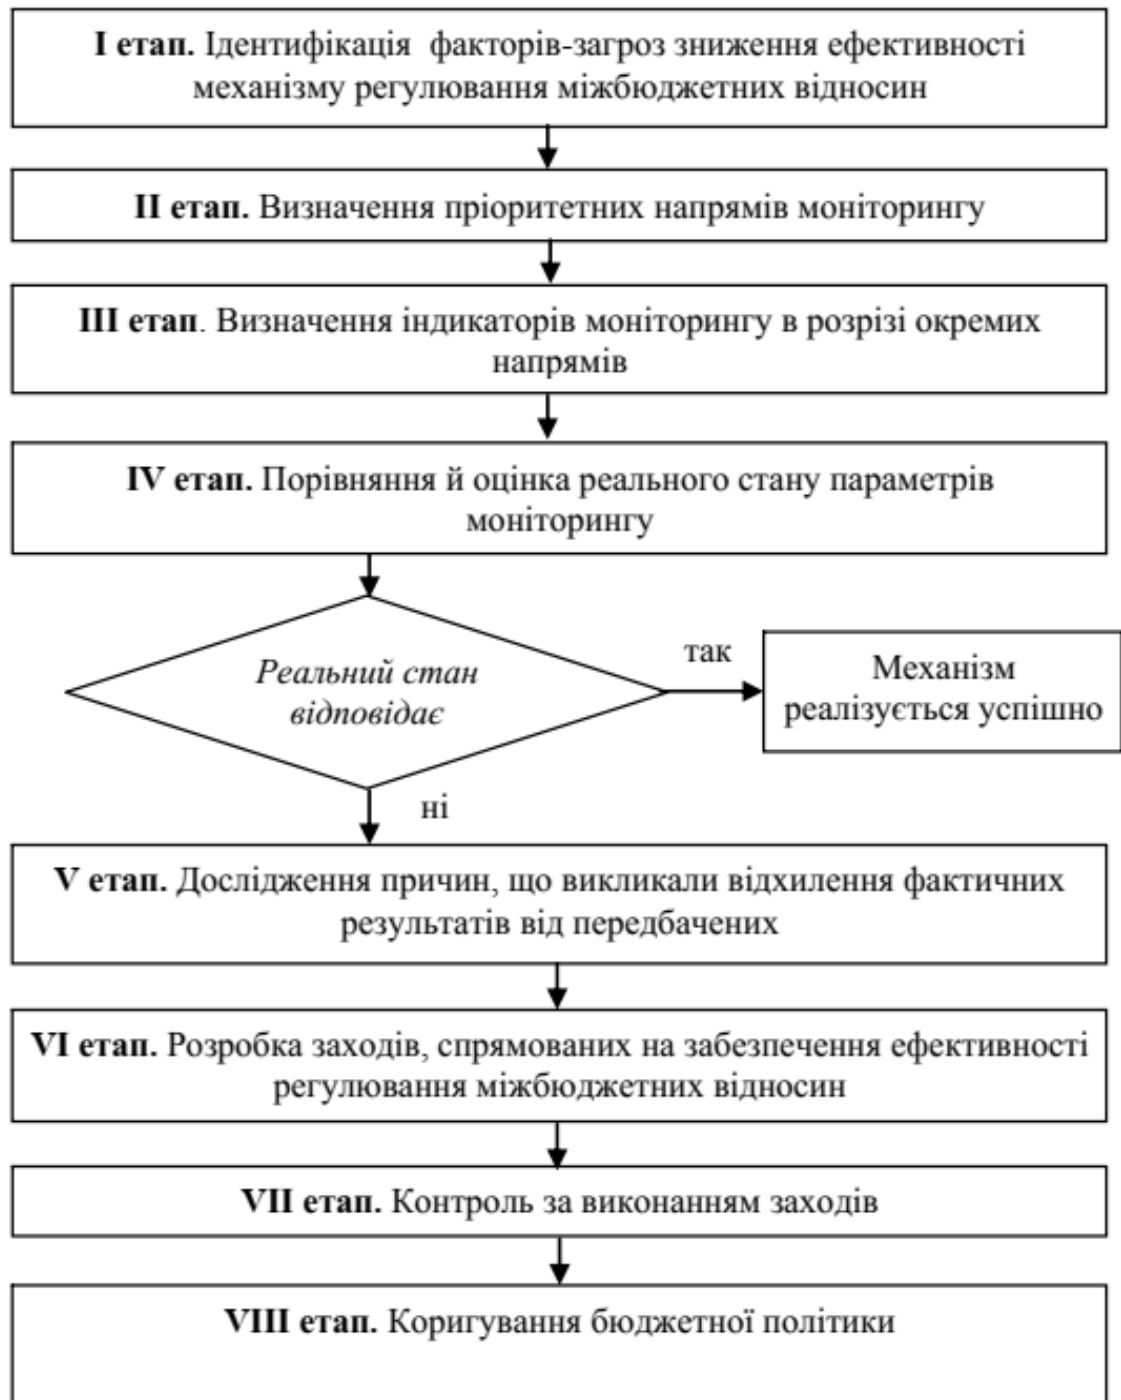 I етап. Ідентифікація факторів-загроз зниження ефективності
механізму регулювання міжбюджетних відносин
II етап. Визначення пріоритетних напрямів моніторингу
III етап. Визначення індикаторів моніторингу в розрізі окремих
напрямів
IV етап. Порівняння й оцінка реального стану параметрів
моніторингу
Реальний стан
відповідає
так
Механізм
реалізується успішно
ні
V етап. Дослідження причин, що викликали відхилення фактичних
результатів від передбачених
VI етап. Розробка заходів, спрямованих на забезпечення ефективності
регулювання міжбюджетних відносин
VII етап. Контроль за виконанням заходів
VIII етап. Коригування бюджетної політики